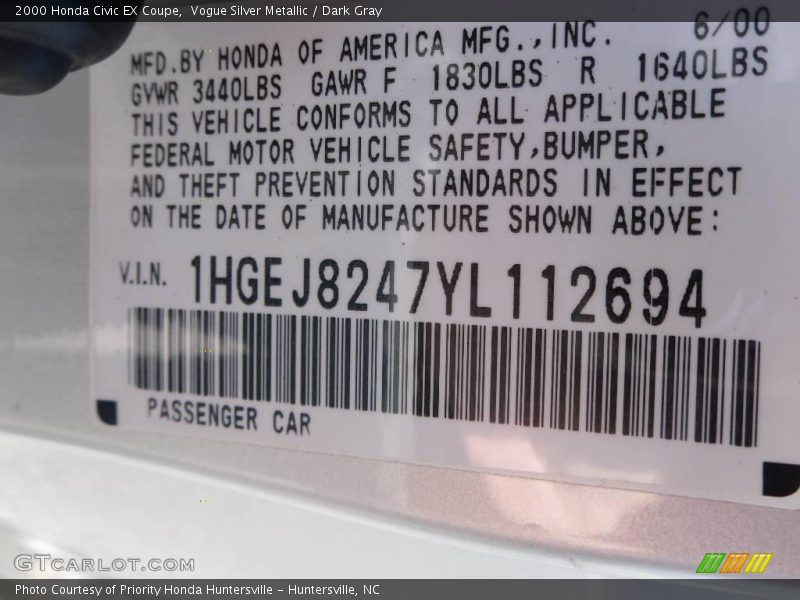 2000 Honda Civic EX Coupe,  Vogue Silver Metallic / Dark Gray
6/00
MFD.BY HONDA OF AMERICA MFG.,INC.
GVWR 3440LBS GAWR F 1830LBS R 1640LBS
THIS VEHICLE CONFORMS TO ALL APPLICABLE
FEDERAL MOTOR VEHICLE SAFETY,BUMPER,
AND THEFT PREVENTION STANDARDS IN EFFECT
ON THE DATE OF MANUFACTURE SHOWN ABOVE:
V.I.N. 1HGEJ8247YL112694
PASSENGER CAR
GTCARLOT.COM
Photo Courtesy of Priority Honda Huntersville - Huntersville, NC